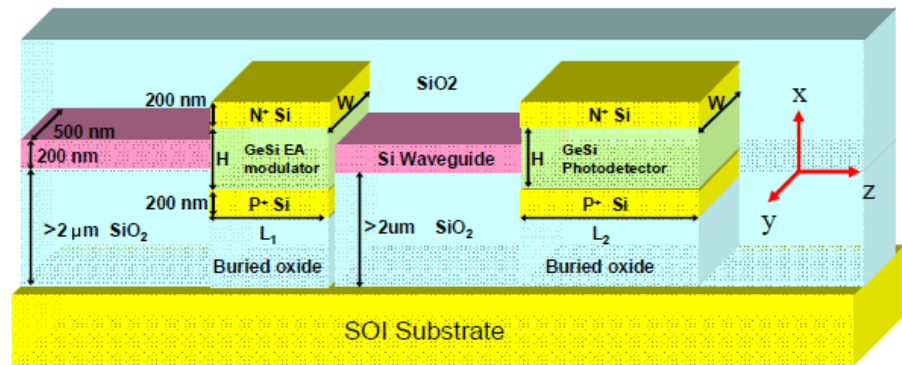 SiO2
200 nm
N⁺ Si
W
500 nm
200 nm
H
GeSi EA
modulator
Si Waveguide
H
GeSi
Photodetector
W
x
y
z
200 nm
P⁺ Si
P⁺ Si
N⁺ Si
>2 μm SiO₂
L₁
>2um SiO₂
L₂
Buried oxide
Buried oxide
SOI Substrate